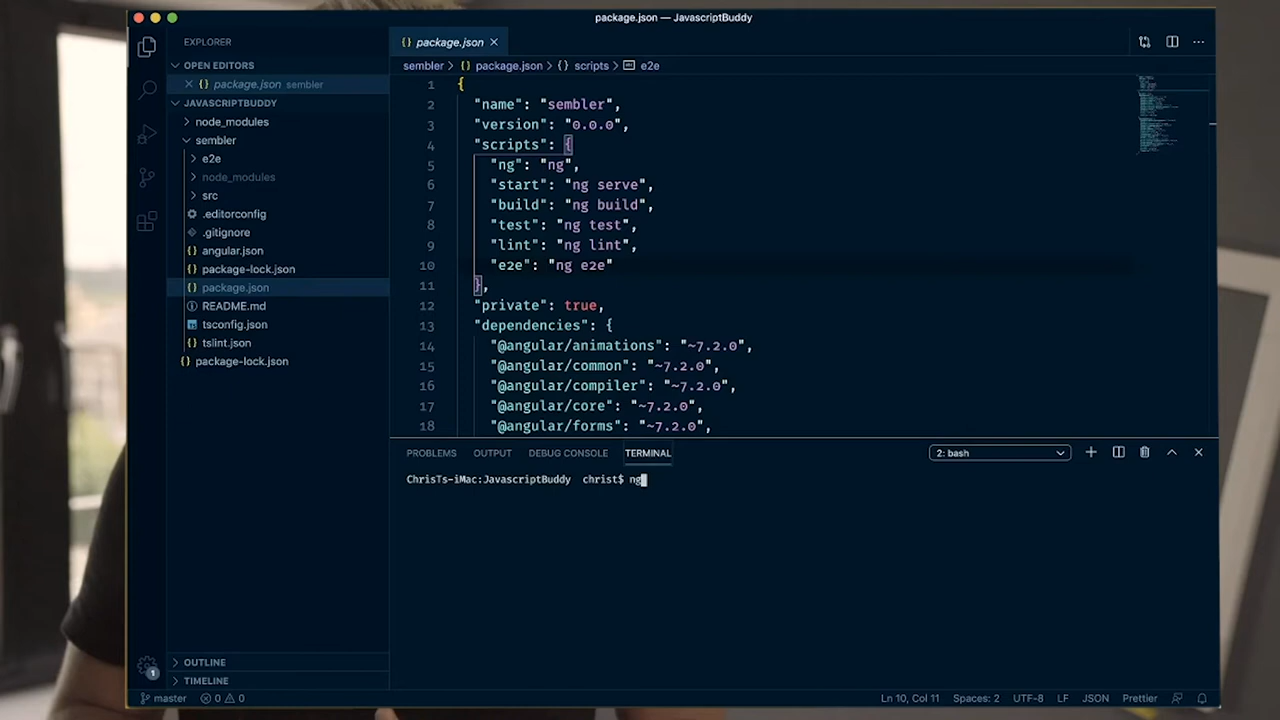 package.json — JavascriptBuddy
EXPLORER
OPEN EDITORS
package.json sembler
JAVASCRIPTBUDDY
node_modules
sembler
e2e
node_modules
src
.editorconfig
.gitignore
angular.json
package-lock.json
package.json
README.md
tsconfig.json
tslint.json
package-lock.json
OUTLINE
TIMELINE
{} package.json
sembler > {} package.json > {} scripts > e2e
1 {
2 "name": "sembler",
3 "version": "0.0.0",
4 "scripts": {
5 "ng": "ng",
6 "start": "ng serve",
7 "build": "ng build",
8 "test": "ng test",
9 "lint": "ng lint",
10 "e2e": "ng e2e"
11 },
12 "private": true,
13 "dependencies": {
14 "@angular/animations": "~7.2.0",
15 "@angular/common": "~7.2.0",
16 "@angular/compiler": "~7.2.0",
17 "@angular/core": "~7.2.0",
18 "@angular/forms": "~7.2.0",
PROBLEMS OUTPUT DEBUG CONSOLE TERMINAL 2: bash
ChrisTs-iMac:JavascriptBuddy christ$ ng
1
master 0 0 Ln 10, Col 11 Spaces: 2 UTF-8 LF JSON Prettier